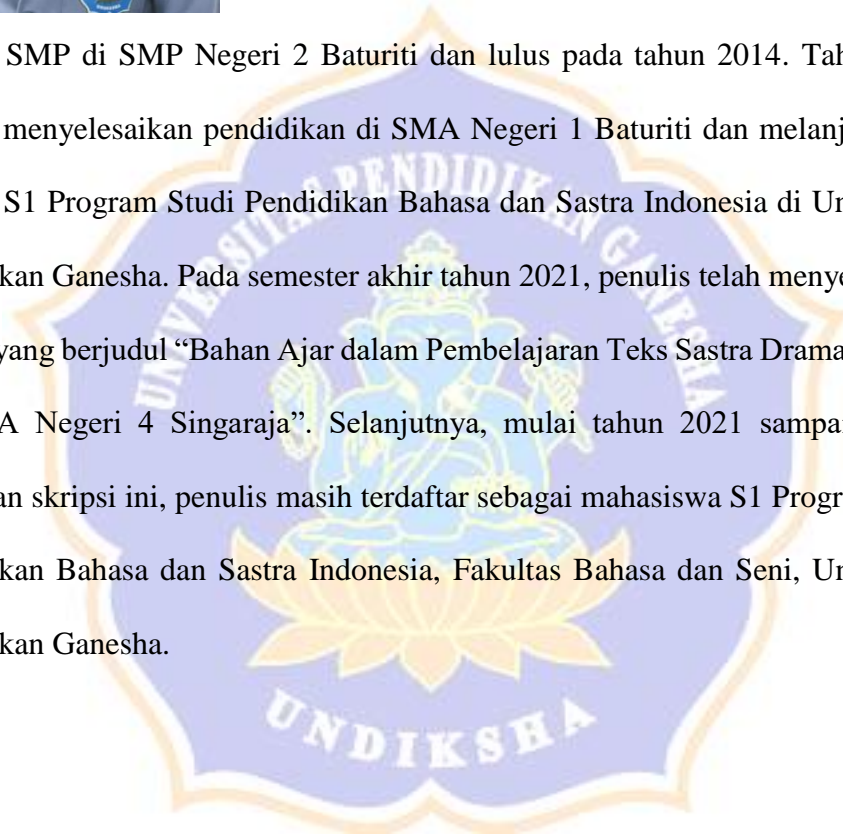 SMP di SMP Negeri 2 Baturiti dan lulus pada tahun 2014. Tah
menyelesaikan pendidikan di SMA Negeri 1 Baturiti dan melanj
S1 Program Studi Pendidikan Bahasa dan Sastra Indonesia di Un
kan Ganesha. Pada semester akhir tahun 2021, penulis telah menye
yang berjudul “Bahan Ajar dalam Pembelajaran Teks Sastra Drama
A Negeri 4 Singaraja”. Selanjutnya, mulai tahun 2021 sampa
an skripsi ini, penulis masih terdaftar sebagai mahasiswa S1 Progr
kan Bahasa dan Sastra Indonesia, Fakultas Bahasa dan Seni, Un
kan Ganesha.
UNIVERSITAS PENDIDIKAN GANESHA
UNDIKSHA